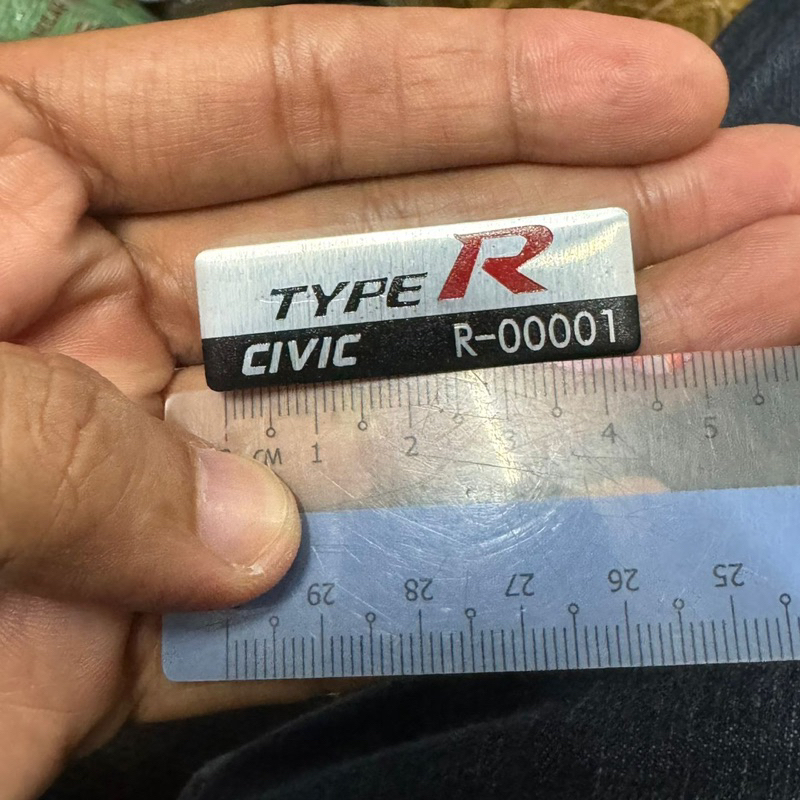 TYPE R
CIVIC R-00001
CM 1 2 3 4 5
29 28 27 26 25